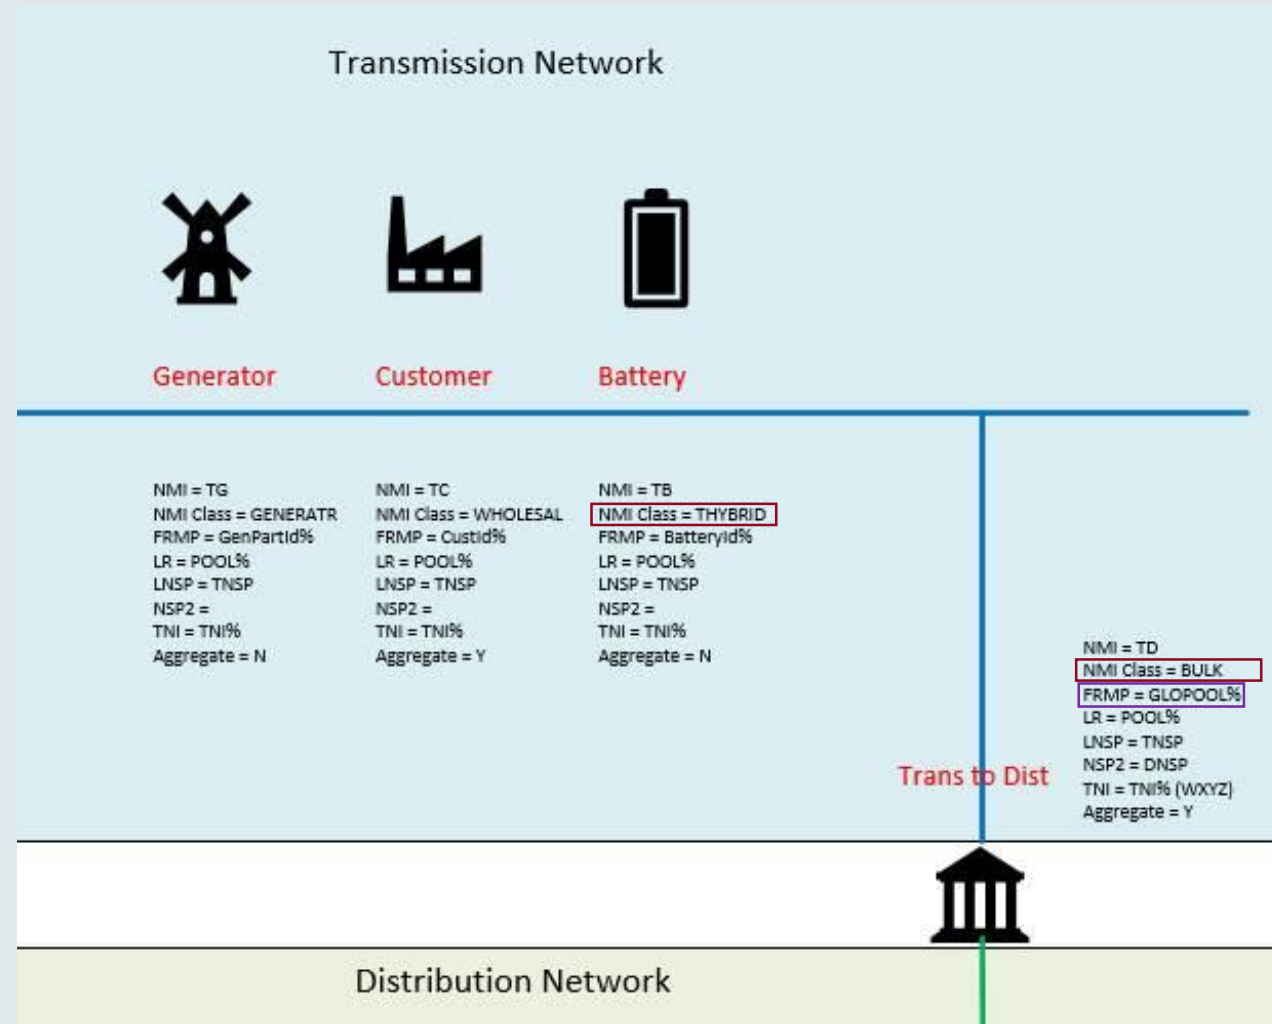 Transmission Network
Generator
Customer
Battery
NMI = TG
NMI Class = GENERATR
FRMP = GenPartId%
LR = POOL%
LNSP = TNSP
NSP2 =
TNI = TNI%
Aggregate = N
NMI = TC
NMI Class = WHOLESAL
FRMP = CustId%
LR = POOL%
LNSP = TNSP
NSP2 =
TNI = TNI%
Aggregate = Y
NMI = TB
NMI Class = THYBRID
FRMP = BatteryId%
LR = POOL%
LNSP = TNSP
NSP2 =
TNI = TNI%
Aggregate = N
NMI = TD
NMI Class = BULK
FRMP = GLOPOOL%
LR = POOL%
LNSP = TNSP
NSP2 = DNSP
TNI = TNI% (WXYZ)
Aggregate = Y
Trans to Dist
Distribution Network